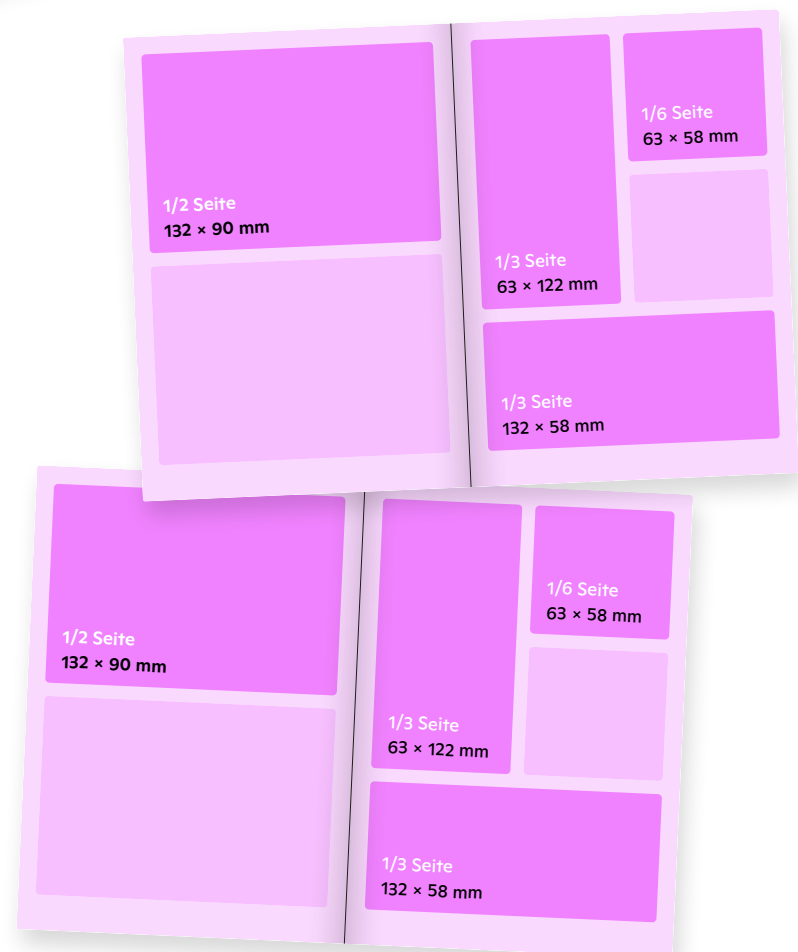 1/2 Seite
132 × 90 mm
1/3 Seite
63 × 122 mm
1/6 Seite
63 × 58 mm
1/3 Seite
132 × 58 mm
1/2 Seite
132 × 90 mm
1/3 Seite
63 × 122 mm
1/6 Seite
63 × 58 mm
1/3 Seite
132 × 58 mm